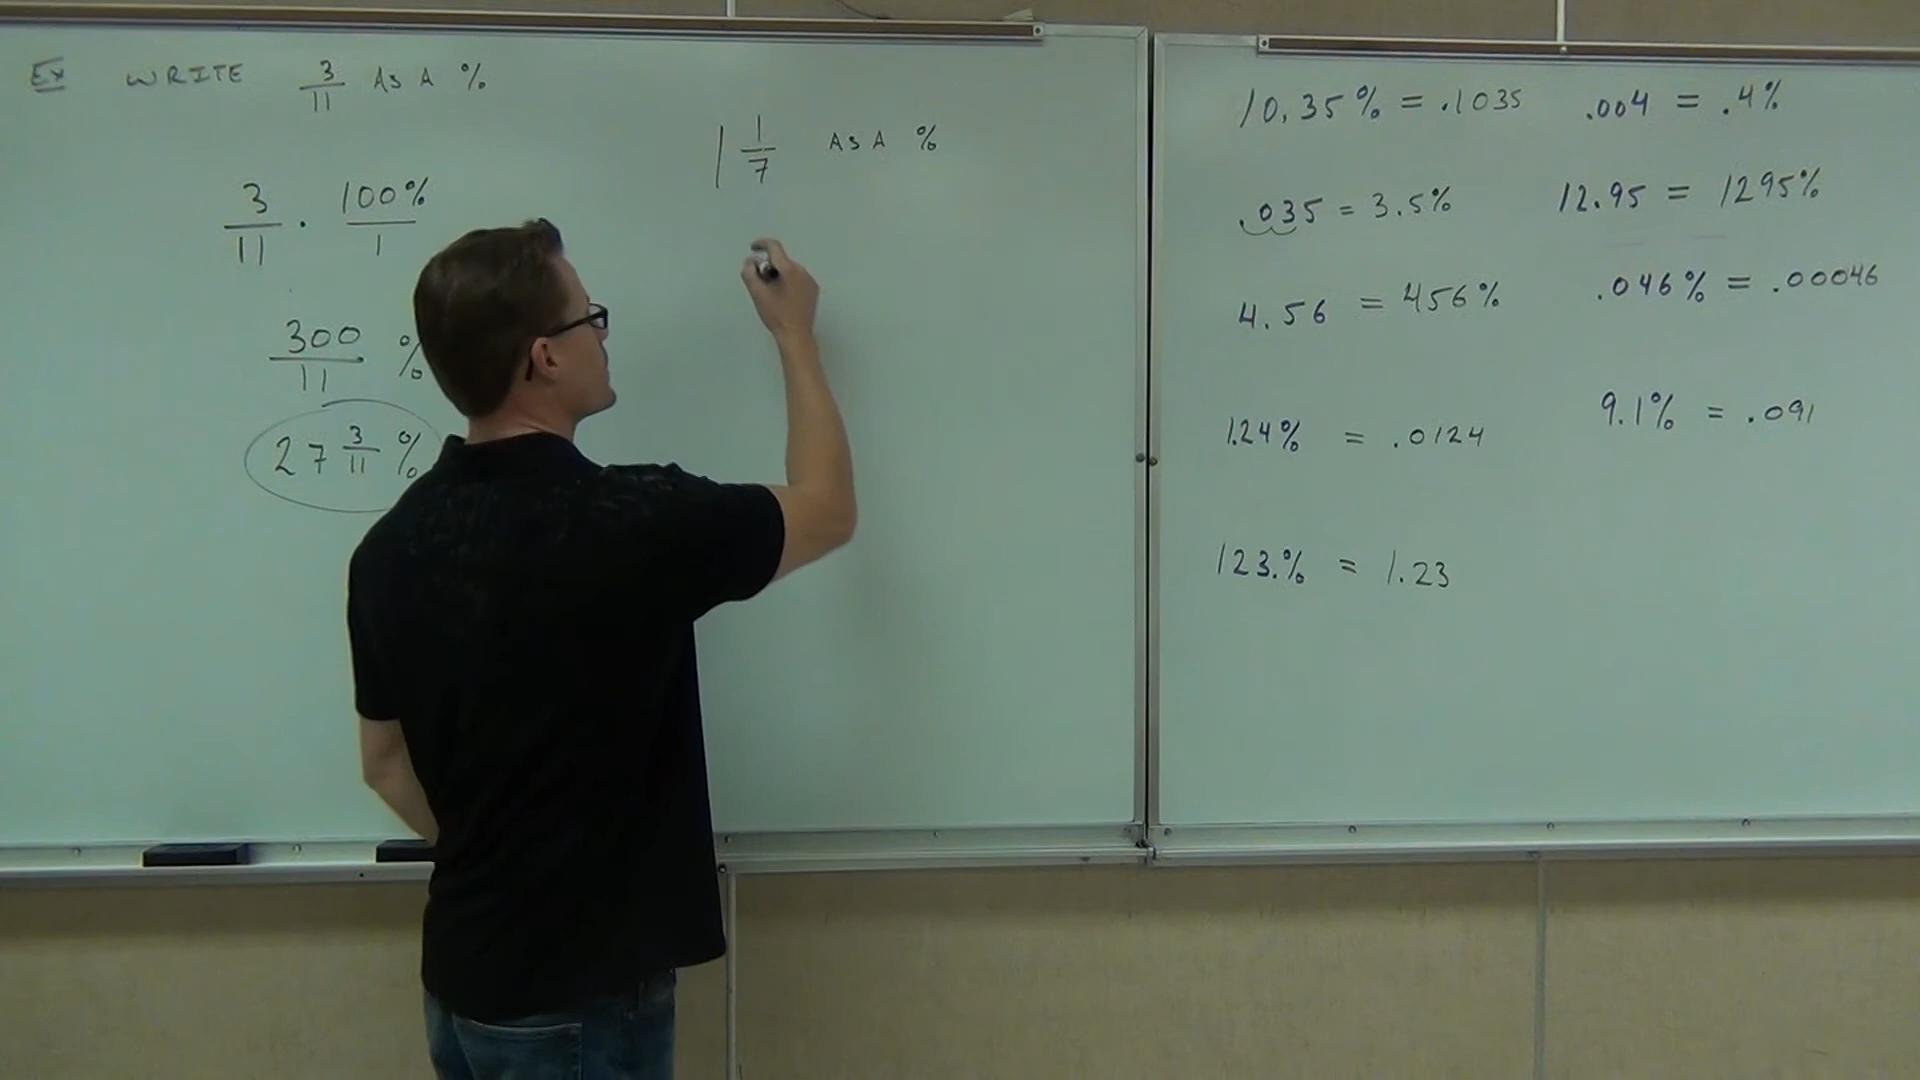 Ex WRITE 3/11 AS A %
3/11 · 100%/1
300/11 %
27 3/11 %
1 1/7 AS A %
10.35% = .1035
.035 = 3.5%
4.56 = 456%
1.24% = .0124
123.% = 1.23
.004 = .4%
12.95 = 1295%
.046% = .00046
9.1% = .091